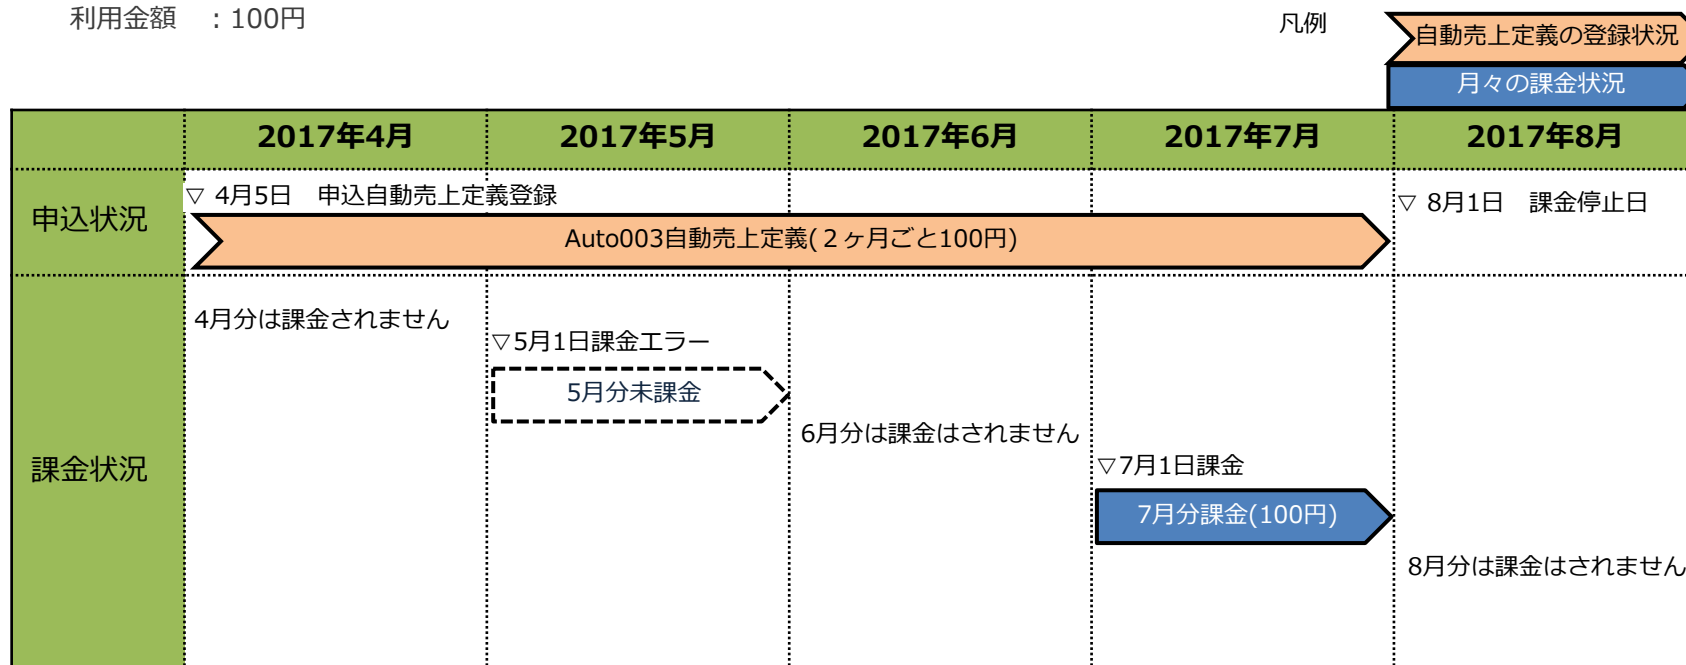 利用金額　：100円
凡例
自動売上定義の登録状況
月々の課金状況
2017年4月
2017年5月
2017年6月
2017年7月
2017年8月
申込状況
▽ 4月5日　申込自動売上定義登録
▽ 8月1日　課金停止日
Auto003自動売上定義(２ヶ月ごと100円)
課金状況
4月分は課金されません
▽5月1日課金エラー
5月分未課金
6月分は課金はされません
▽7月1日課金
7月分課金(100円)
8月分は課金はされません